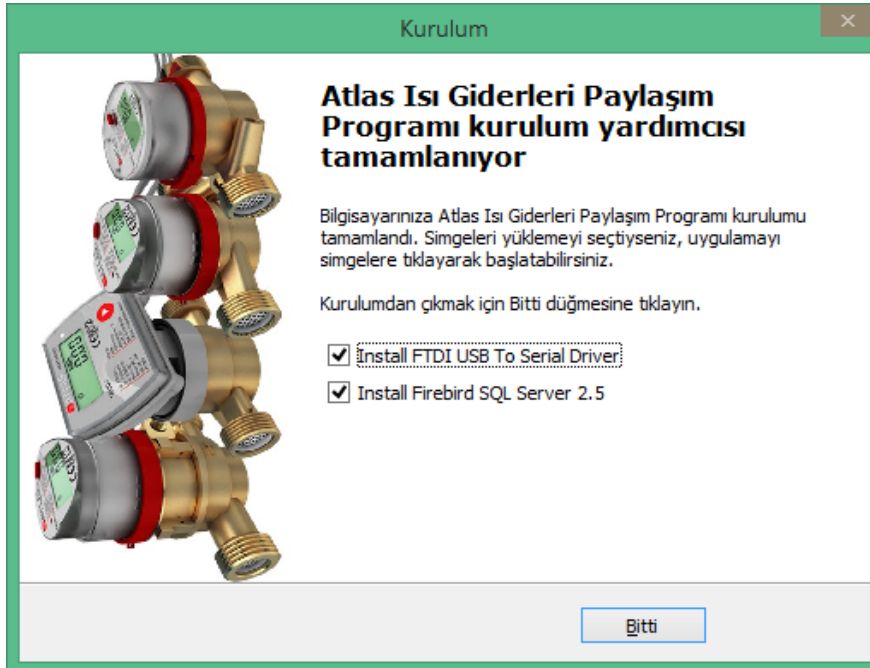 Kurulum
Atlas Isı Giderleri Paylaşım
Programı kurulum yardımcısı
tamamlanıyor
Bilgisayarınıza Atlas Isı Giderleri Paylaşım Programı kurulumu
tamamlandı. Simgeleri yüklemeyi seçtiyseniz, uygulamayı
simgelere tıklayarak başlatabilirsiniz.
Kurulumdan çıkmak için Bitti düğmesine tıklayın.
Install FTDI USB To Serial Driver
Install Firebird SQL Server 2.5
Bitti